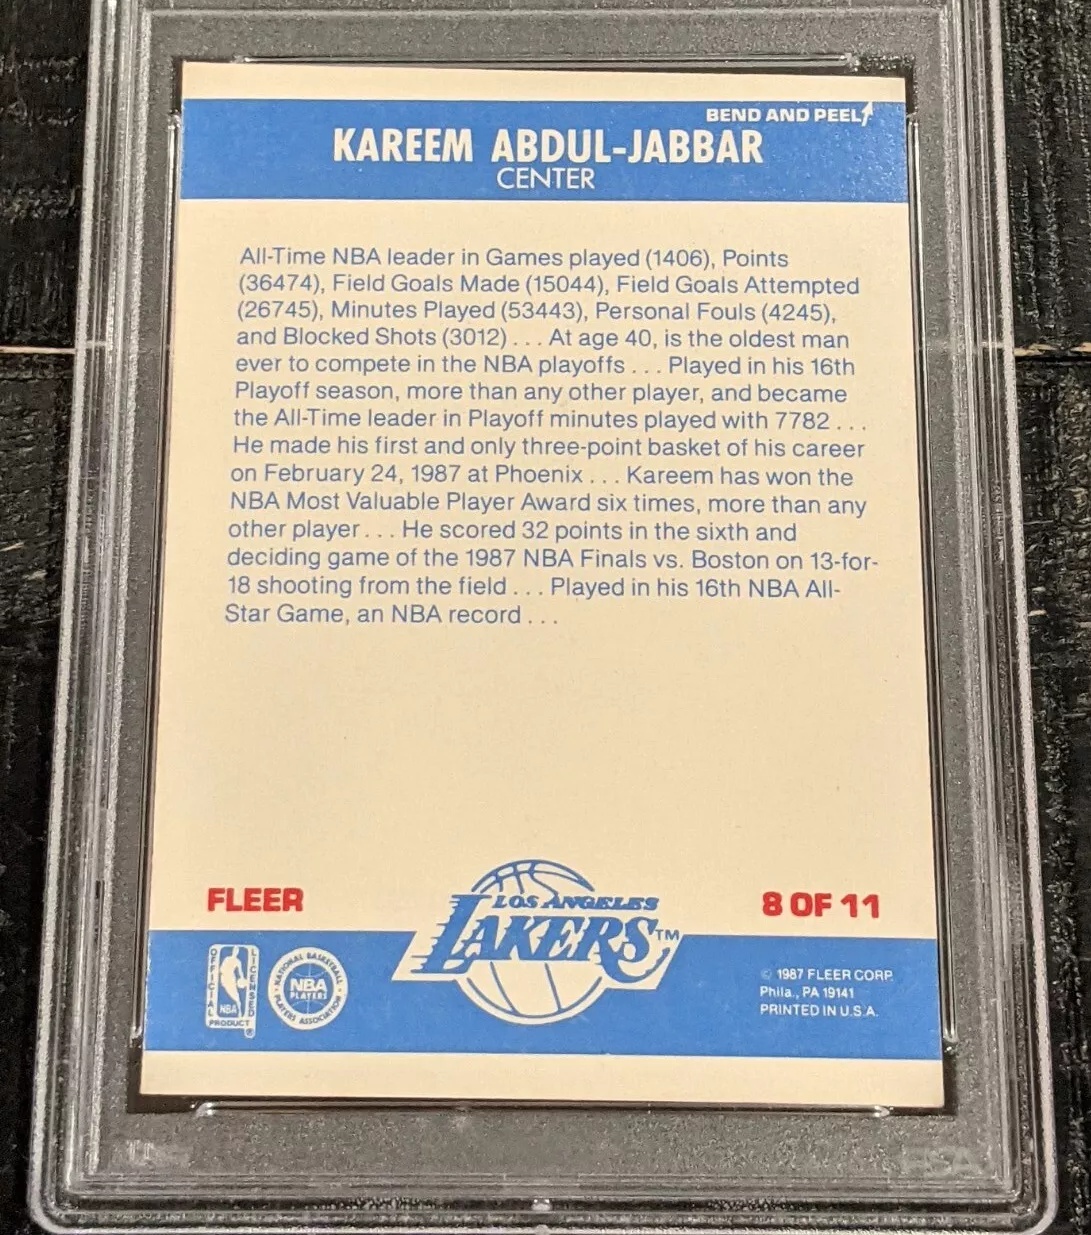 BEND AND PEEL
KAREEM ABDUL-JABBAR
CENTER
All-Time NBA leader in Games played (1406), Points
(36474), Field Goals Made (15044), Field Goals Attempted
(26745), Minutes Played (53443), Personal Fouls (4245),
and Blocked Shots (3012) . . . At age 40, is the oldest man
ever to compete in the NBA playoffs . . . Played in his 16th
Playoff season, more than any other player, and became
the All-Time leader in Playoff minutes played with 7782 . . .
He made his first and only three-point basket of his career
on February 24, 1987 at Phoenix . . . Kareem has won the
NBA Most Valuable Player Award six times, more than any
other player . . . He scored 32 points in the sixth and
deciding game of the 1987 NBA Finals vs. Boston on 13-for-
18 shooting from the field . . . Played in his 16th NBA All-
Star Game, an NBA record . . .
FLEER
LOS ANGELES
LAKERS TM
8 OF 11
OFFICIAL LICENSED
NBA
PRODUCT ®
NATIONAL BASKETBALL
NBA
PLAYERS
PLAYERS ASSOCIATION
© 1987 FLEER CORP.
Phila., PA 19141
PRINTED IN U.S.A.
PSA